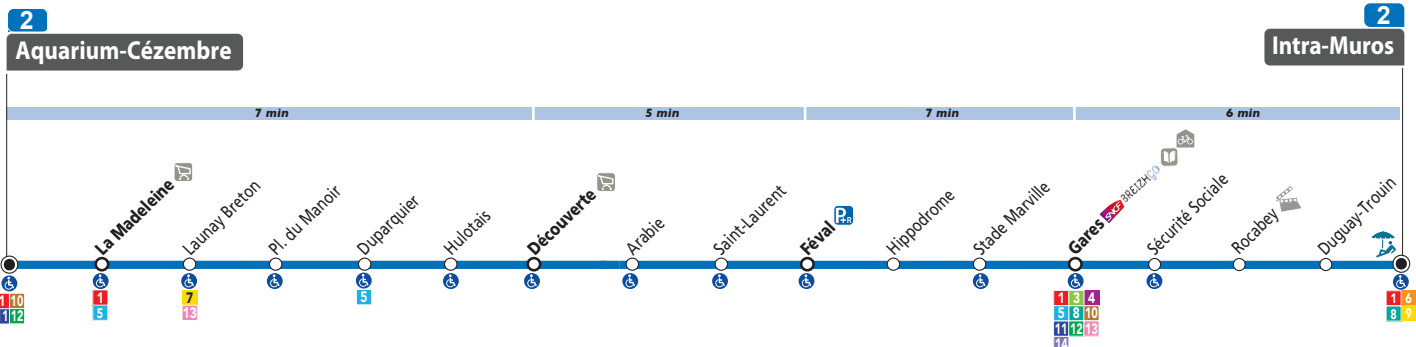 2
2
Aquarium-Cézembre
Intra-Muros
7 min
5 min
7 min
6 min
La Madeleine
Launay Breton
Pl. du Manoir
Duparquier
Hulotais
Découverte
Arabie
Saint-Laurent
Féval P+R
Hippodrome
Stade Marville
Gares SNCF BREIZHGO
Sécurité Sociale
Rocabey
Duguay-Trouin
1 10
1 12
1
5
7
13
5
1 3 4
5 8 10
11 12 13
14
1 6
8 9